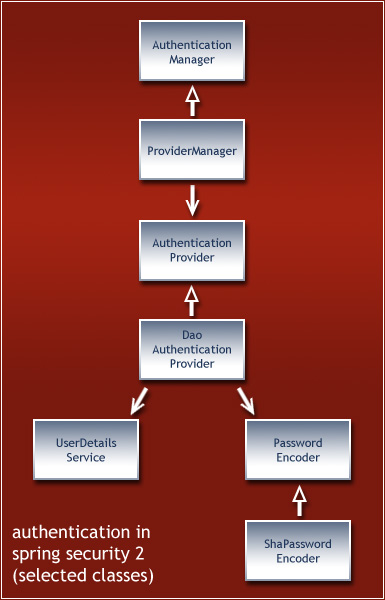 Authentication
Manager
ProviderManager
Authentication
Provider
Dao
Authentication
Provider
UserDetails
Service
Password
Encoder
ShaPassword
Encoder
authentication in
spring security 2
(selected classes)